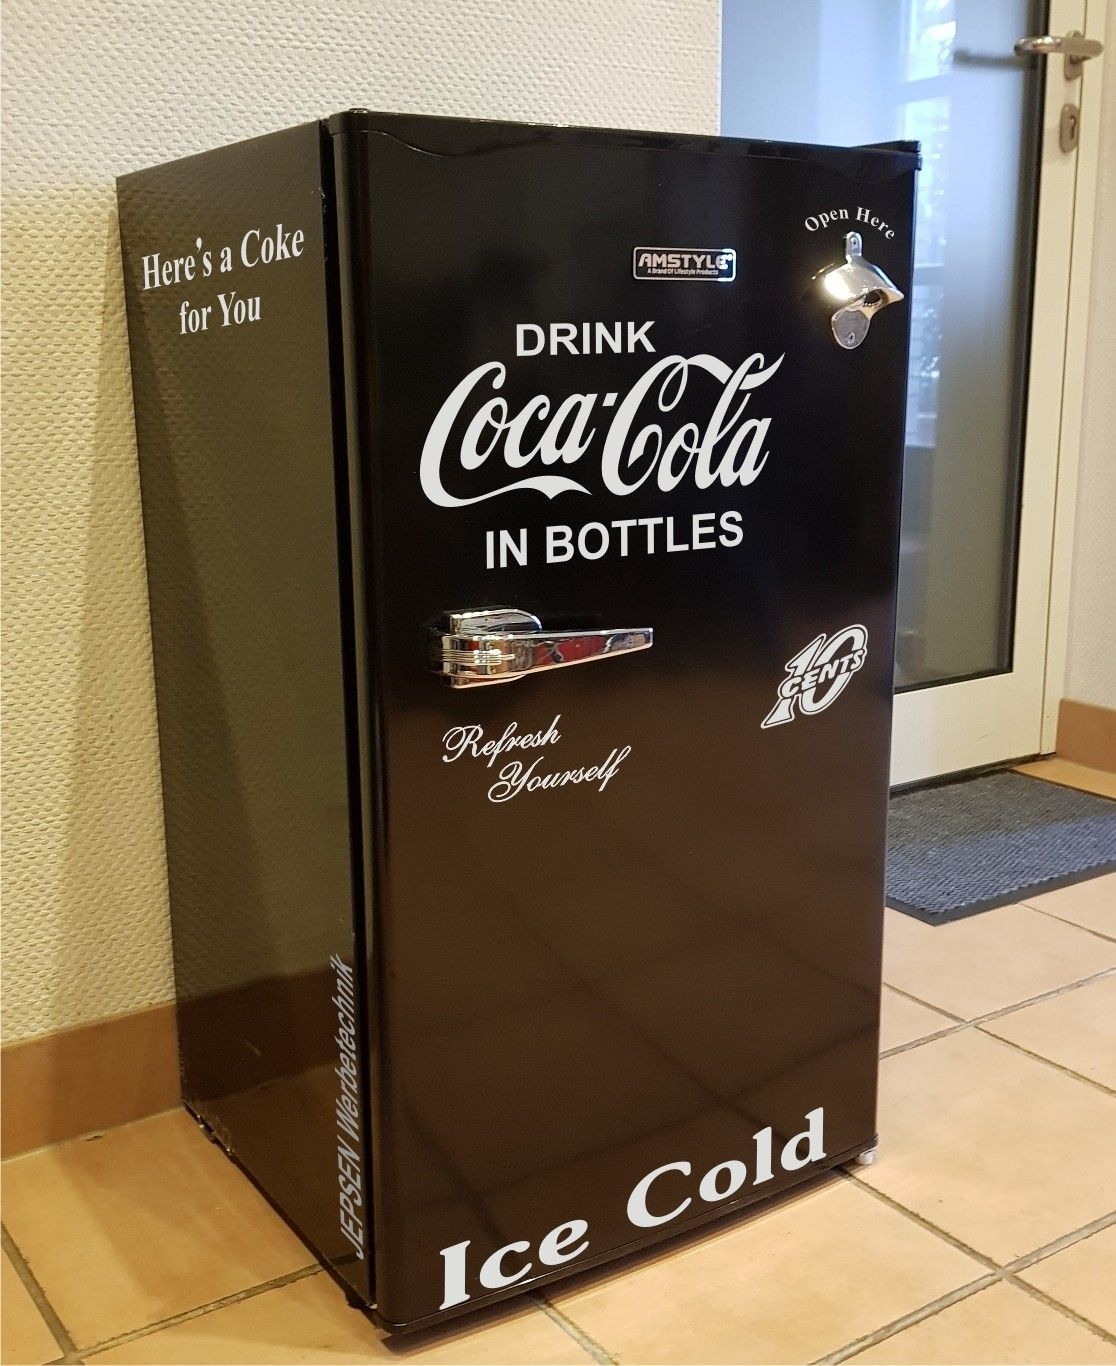 Here's a Coke
for You
Open Here
AMSTYLE
A Brand Of Lifestyle Products
DRINK
Coca-Cola
IN BOTTLES
10
CENTS
Refresh
Yourself
JEPSEN Werbetechnik
Ice Cold